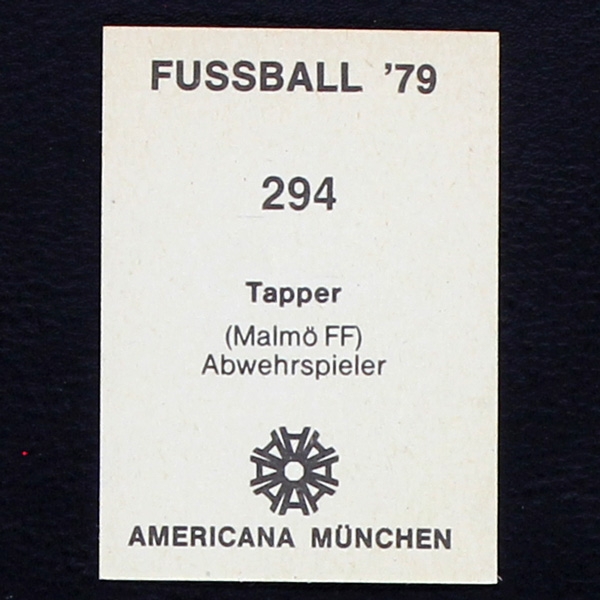 FUSSBALL ’79
294
Tapper
(Malmö FF)
Abwehrspieler
AMERICANA MÜNCHEN